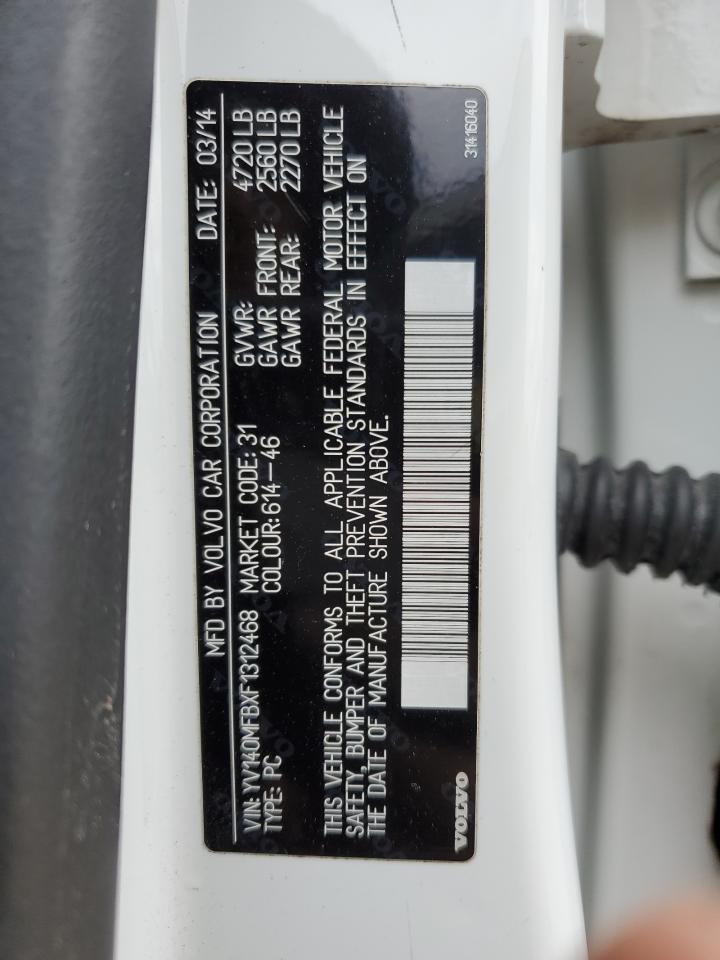 MFD BY VOLVO CAR CORPORATION DATE: 03/14
VIN: YV140MFBXF1312468 MARKET CODE: 31 GVWR: 4720 LB
TYPE: PC COLOUR: 614-46 GAWR FRONT: 2560 LB
GAWR REAR: 2270 LB
THIS VEHICLE CONFORMS TO ALL APPLICABLE FEDERAL MOTOR VEHICLE
SAFETY, BUMPER AND THEFT PREVENTION STANDARDS IN EFFECT ON
THE DATE OF MANUFACTURE SHOWN ABOVE.
VOLVO 31416040